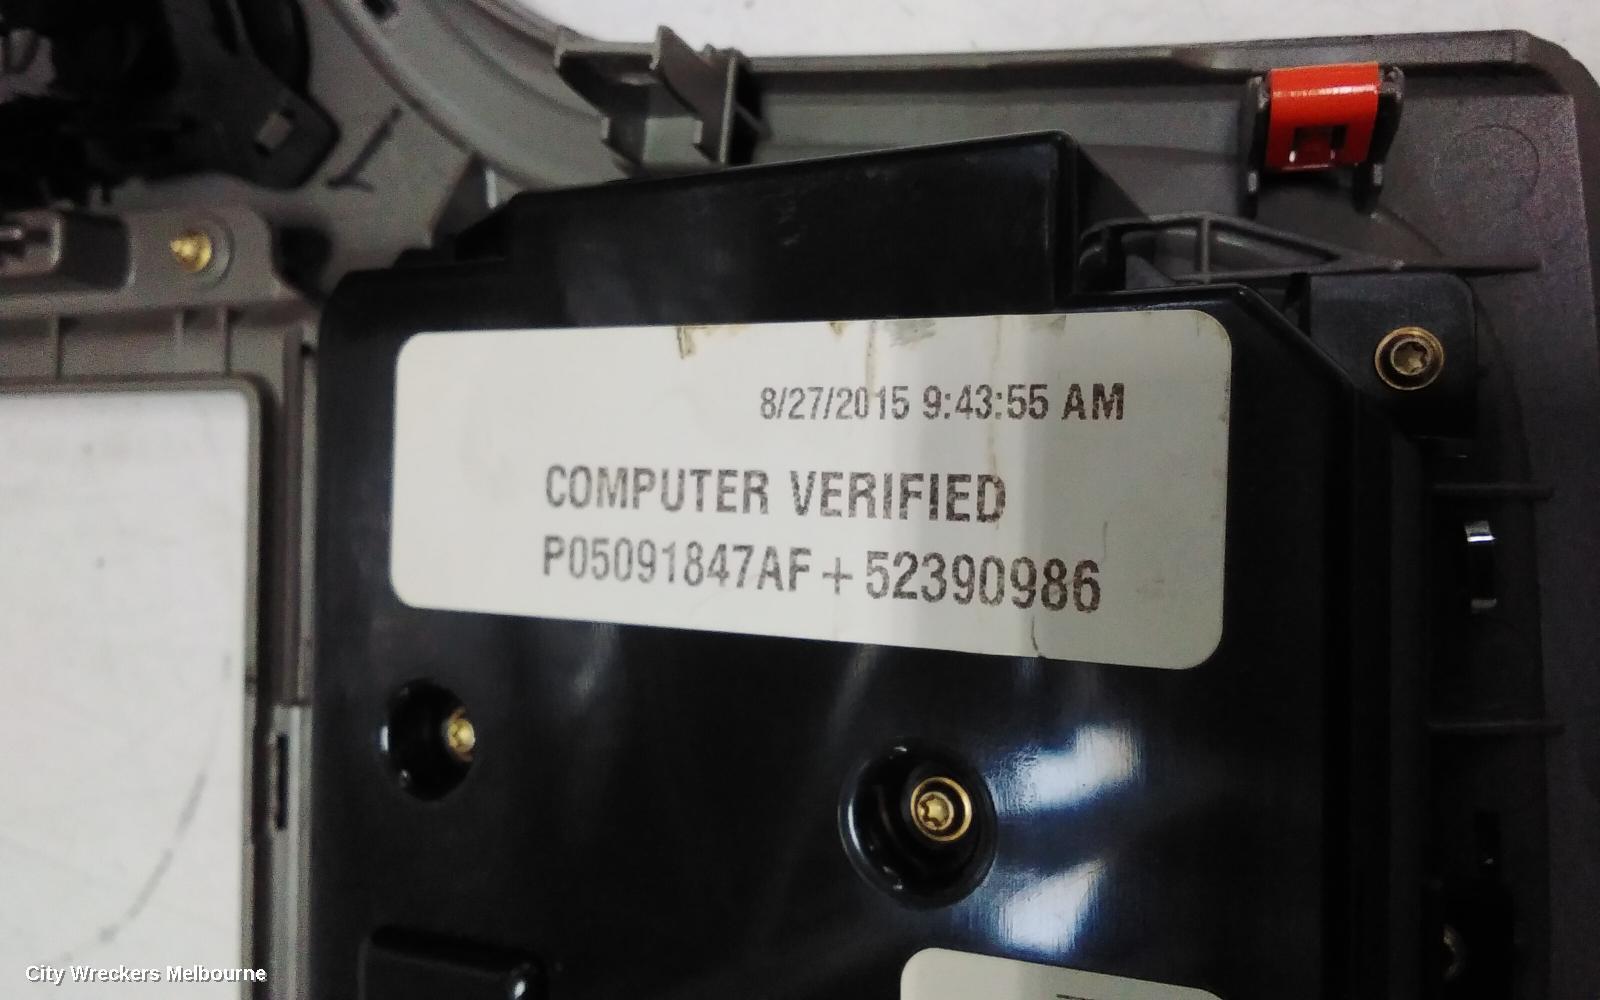 8/27/2015 9:43:55 AM
COMPUTER VERIFIED
P05091847AF + 52390986
City Wreckers Melbourne